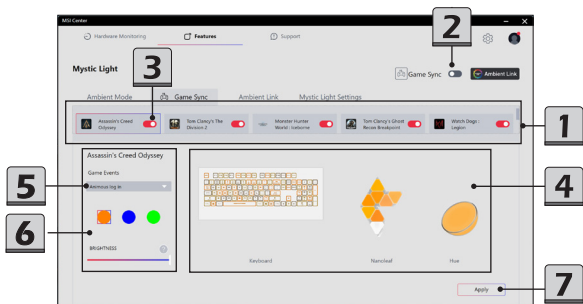 MSI Center
Hardware Monitoring
Features
Support
2
Mystic Light
3
Game Sync
Ambient Link
Ambient Mode
Game Sync
Ambient Link
Mystic Light Settings
Assassin's Creed
Odyssey
Tom Clancy's The
Division 2
Monster Hunter
World : Iceborne
Tom Clancy's Ghost
Recon Breakpoint
Watch Dogs :
Legion
1
Assassin's Creed Odyssey
Game Events
5
Animous log in
4
6
BRIGHTNESS
?
Keyboard
Nanoleaf
Hue
Apply
7